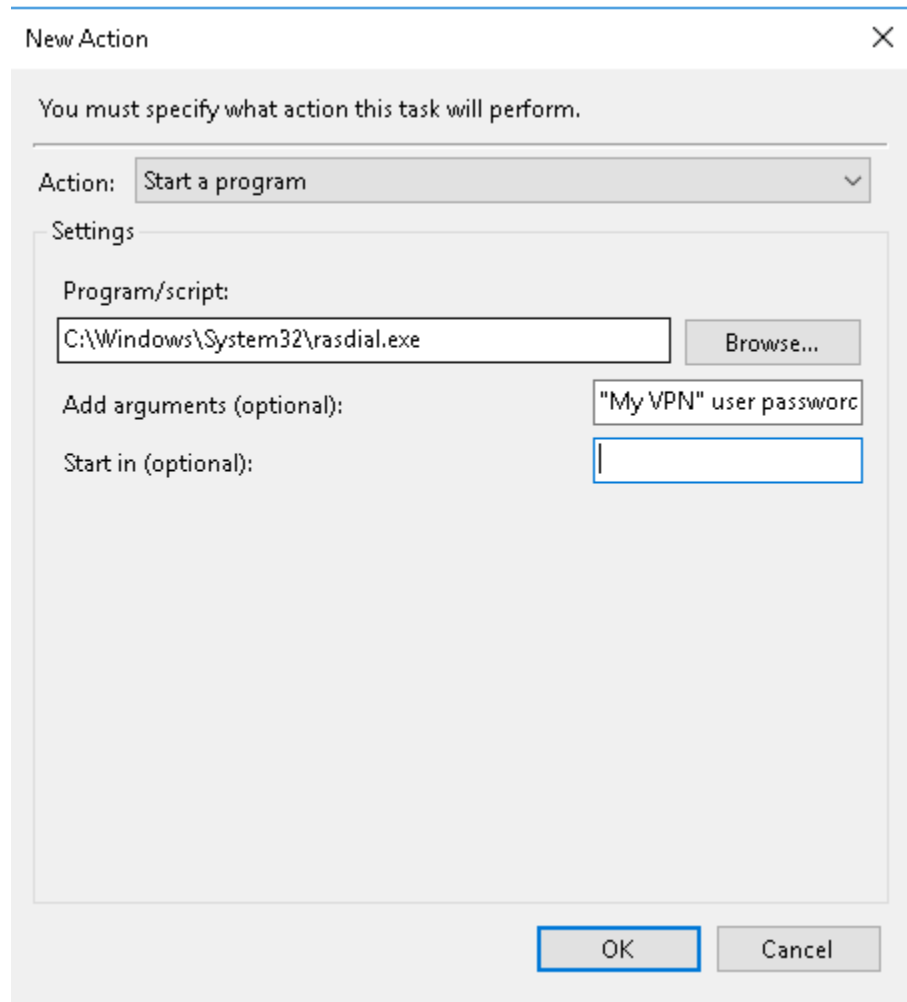 New Action
You must specify what action this task will perform.
Action: Start a program
Settings
Program/script:
C:\Windows\System32\rasdial.exe Browse...
Add arguments (optional): "My VPN" user passworc
Start in (optional):
OK Cancel